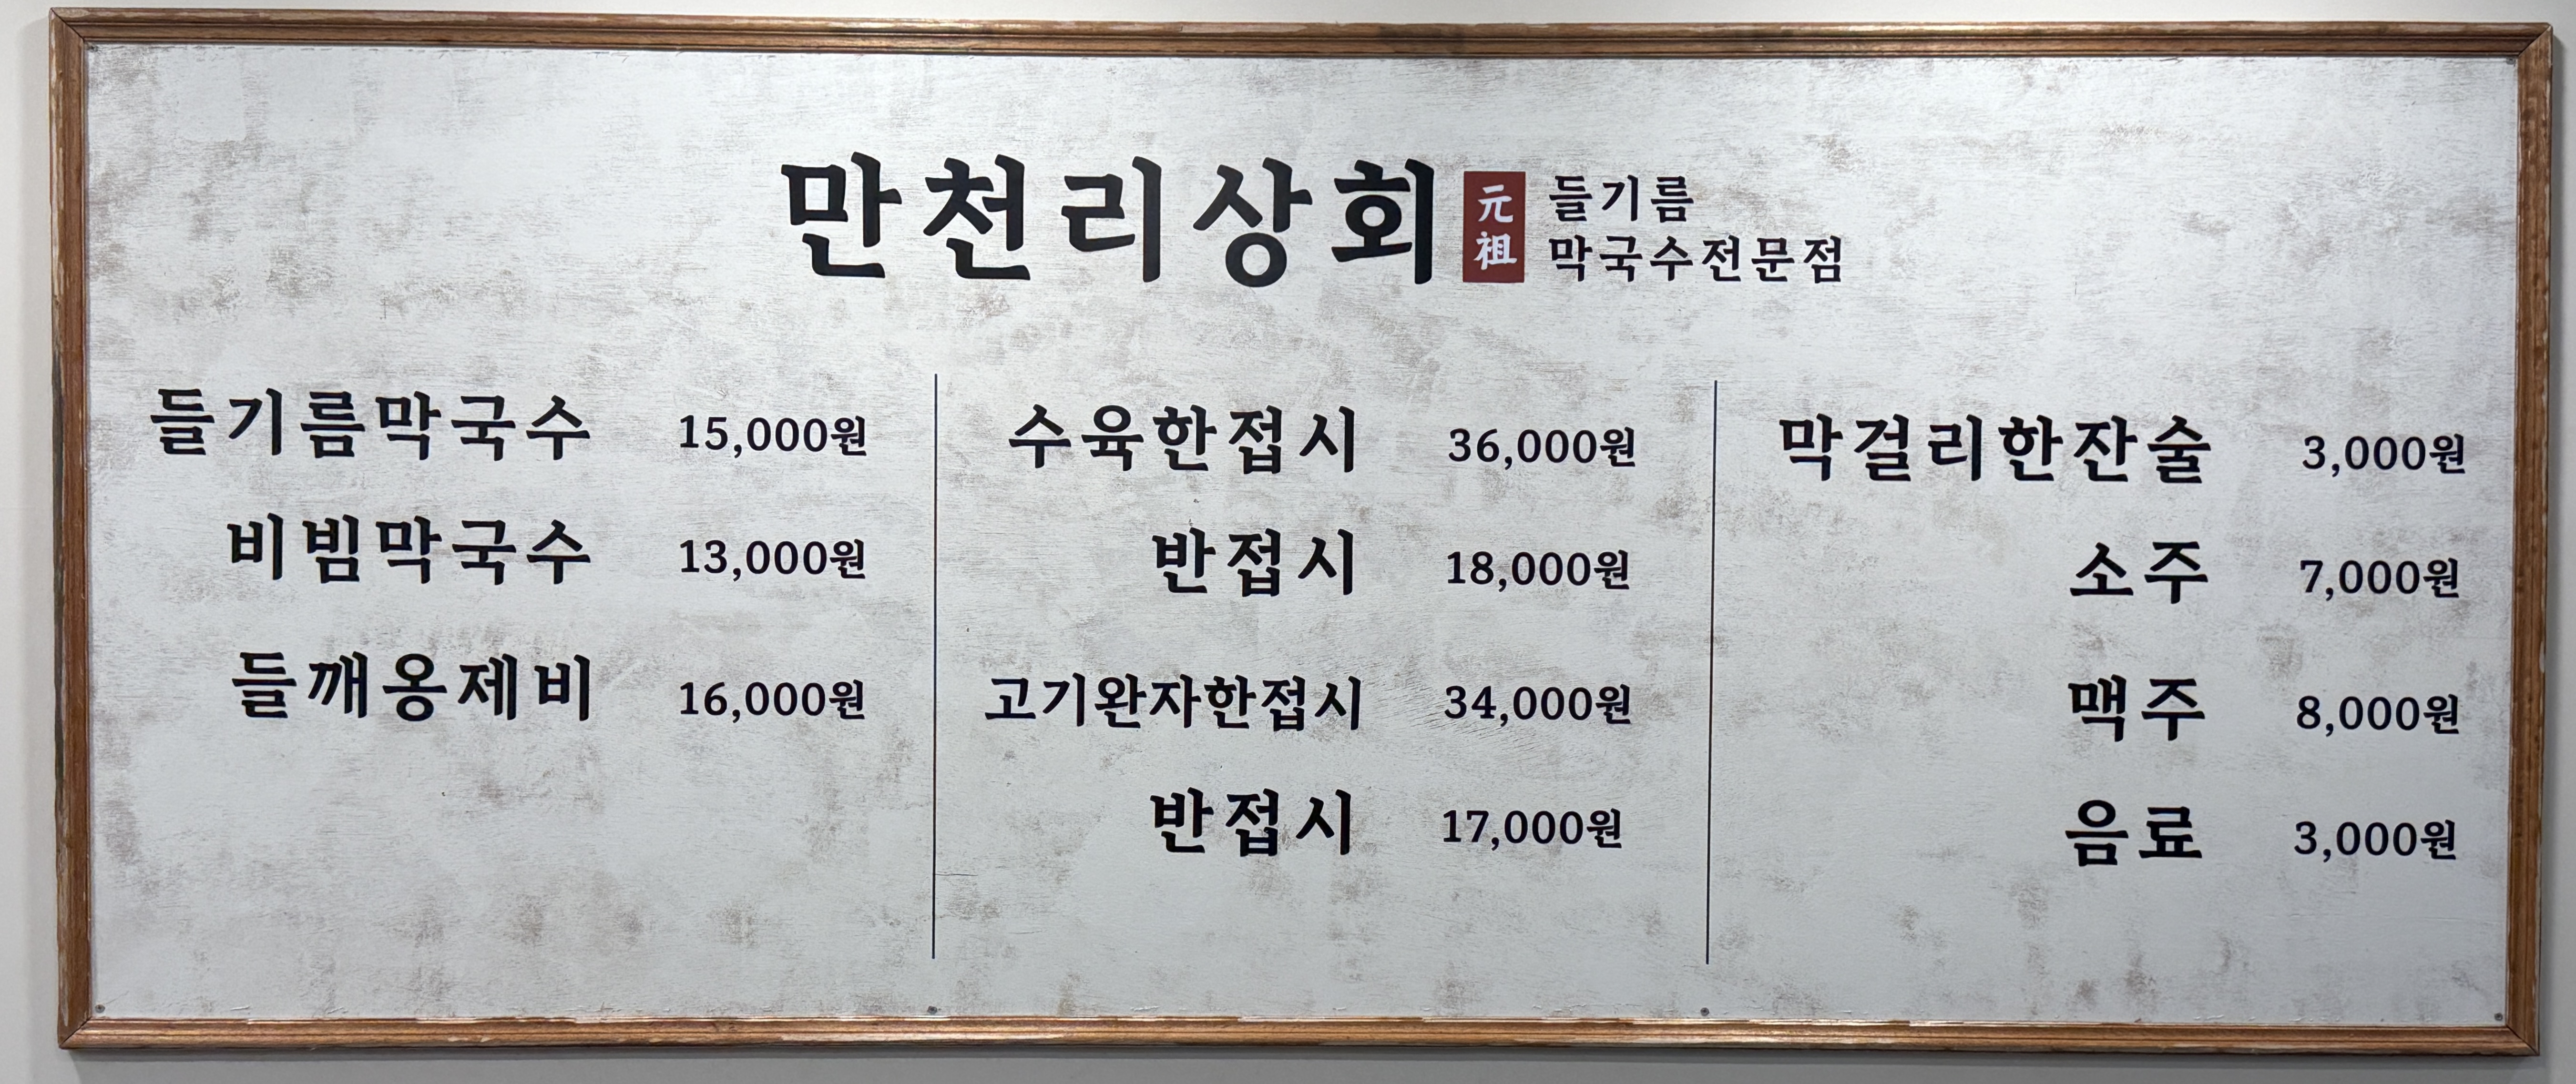 만천리상회
元祖
들기름
막국수전문점
들기름막국수 15,000원
비빔막국수 13,000원
들깨옹제비 16,000원
수육한접시 36,000원
반접시 18,000원
고기완자한접시 34,000원
반접시 17,000원
막걸리한잔술 3,000원
소주 7,000원
맥주 8,000원
음료 3,000원